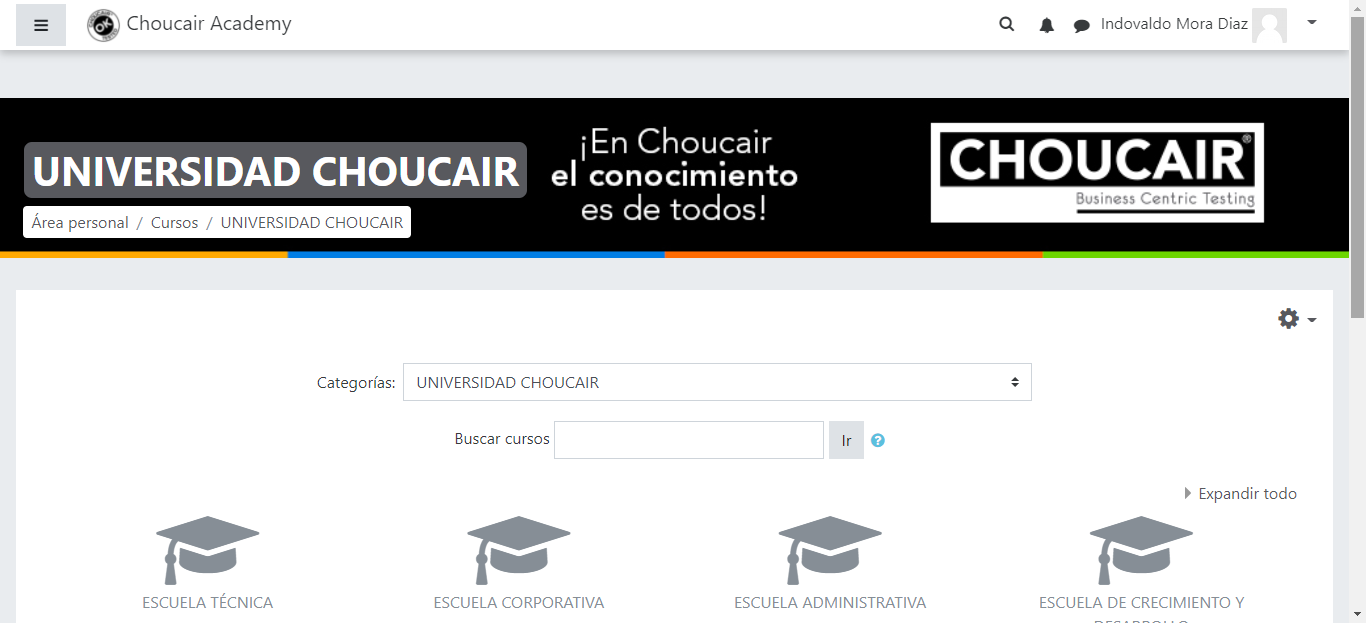 Choucair Academy
Indovaldo Mora Diaz
UNIVERSIDAD CHOUCAIR
Área personal / Cursos / UNIVERSIDAD CHOUCAIR
¡En Choucair
el conocimiento
es de todos!
CHOUCAIR®
Business Centric Testing
Categorías: UNIVERSIDAD CHOUCAIR
Buscar cursos Ir ?
Expandir todo
ESCUELA TÉCNICA
ESCUELA CORPORATIVA
ESCUELA ADMINISTRATIVA
ESCUELA DE CRECIMIENTO Y
DESARROLLO